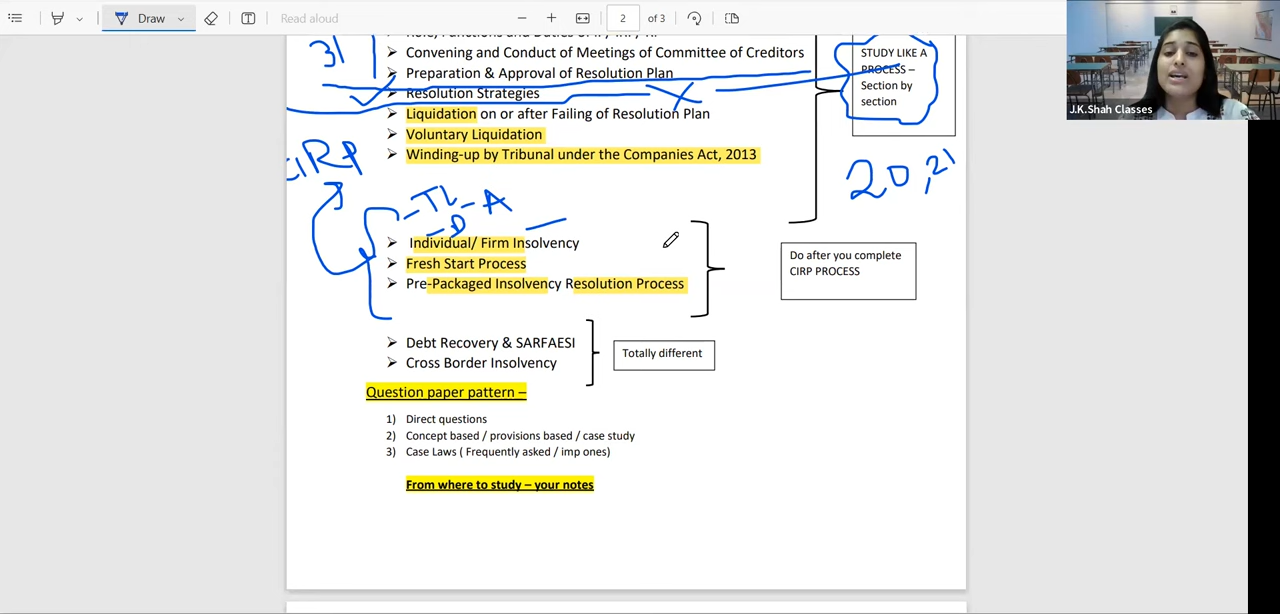 Draw
Read aloud
2
of 3
31
Convening and Conduct of Meetings of Committee of Creditors
Preparation & Approval of Resolution Plan
Resolution Strategies
Liquidation on or after Failing of Resolution Plan
Voluntary Liquidation
Winding-up by Tribunal under the Companies Act, 2013
STUDY LIKE A
PROCESS –
Section by
section
J.K.Shah Classes
CIRP
20, 21
- TL - A
- D
Individual/ Firm Insolvency
Fresh Start Process
Pre-Packaged Insolvency Resolution Process
Do after you complete
CIRP PROCESS
Debt Recovery & SARFAESI
Cross Border Insolvency
Totally different
Question paper pattern –
1) Direct questions
2) Concept based / provisions based / case study
3) Case Laws ( Frequently asked / imp ones)
From where to study – your notes